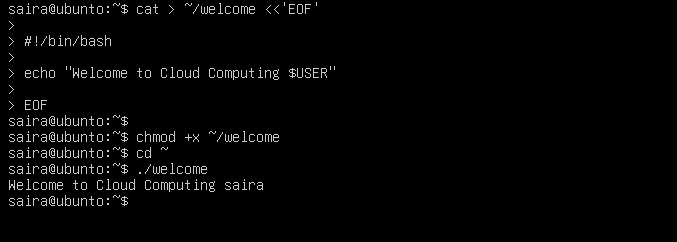 saira@ubunto:~$ cat > ~/welcome <<'EOF'
>
> #!/bin/bash
>
> echo "Welcome to Cloud Computing $USER"
>
> EOF
saira@ubunto:~$
saira@ubunto:~$ chmod +x ~/welcome
saira@ubunto:~$ cd ~
saira@ubunto:~$ ./welcome
Welcome to Cloud Computing saira
saira@ubunto:~$